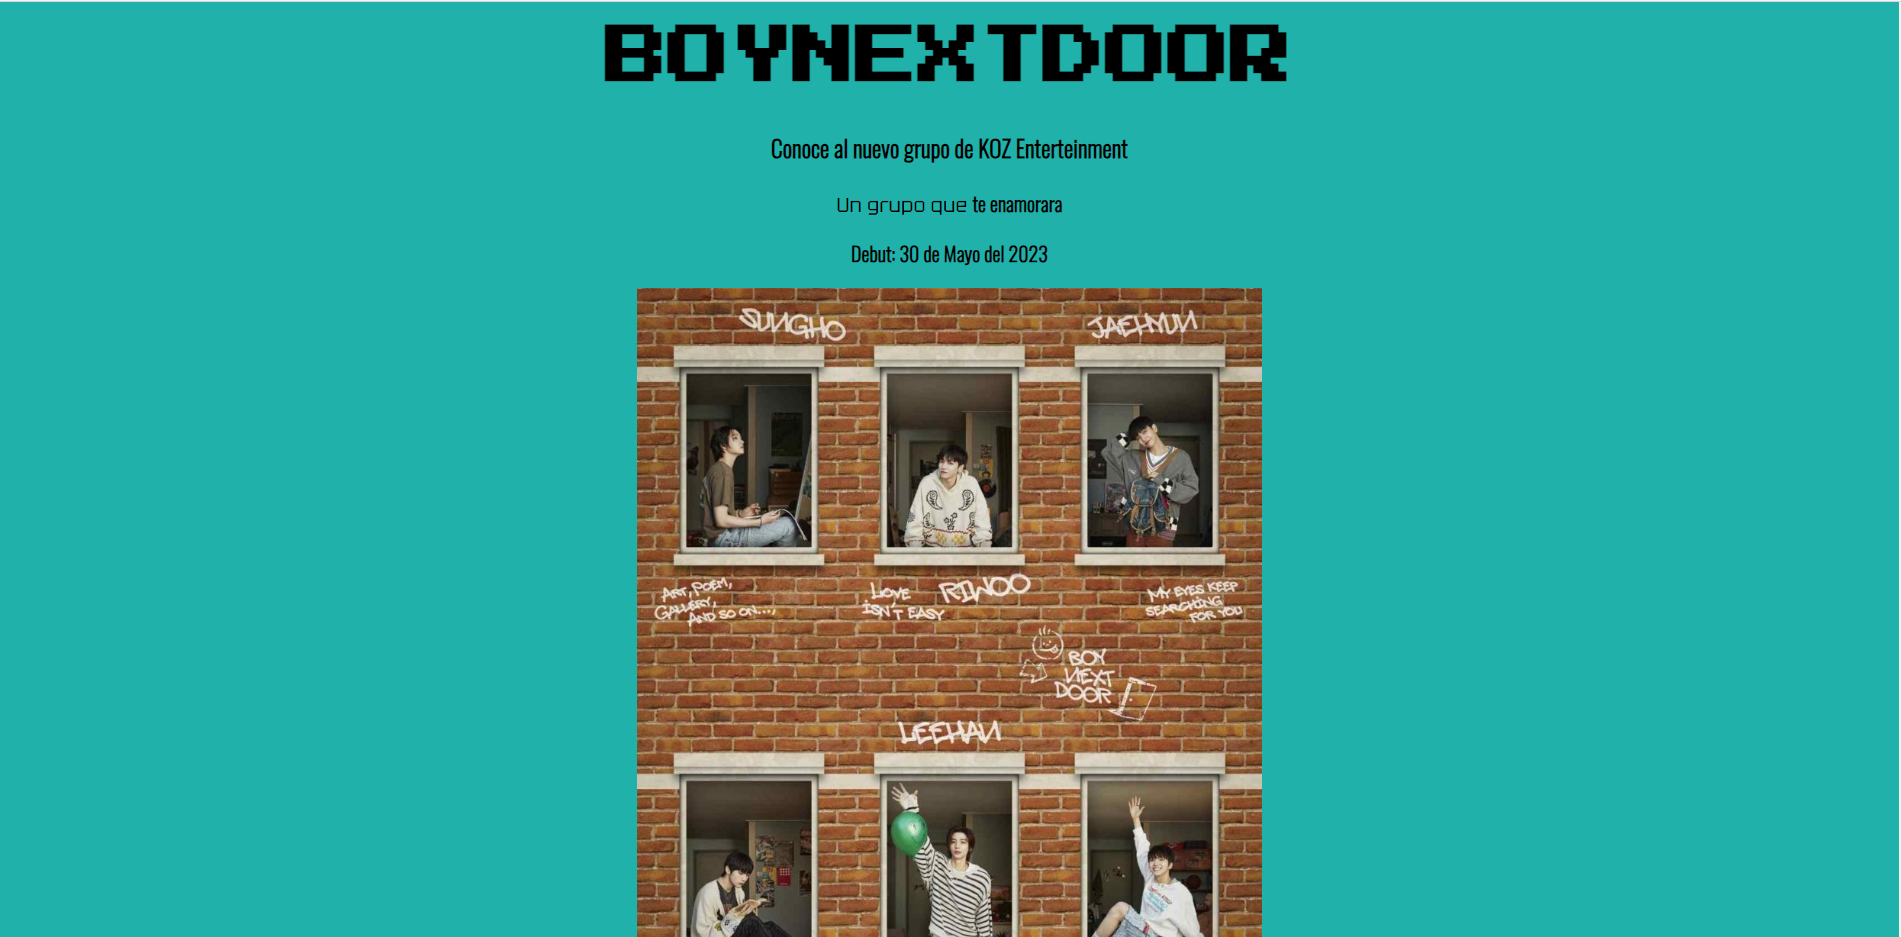 BOYNEXTDOOR
Conoce al nuevo grupo de KOZ Enterteinment
Un grupo que te enamorara
Debut: 30 de Mayo del 2023
SUNGHO
JAEHYUN
ART, POEM,
GALLERY,
AND SO ON....,
LOVE
ISN'T EASY
RIWOO
MY EYES KEEP
SEARCHING
FOR YOU
BOY
NEXT
DOOR
LEEHAN